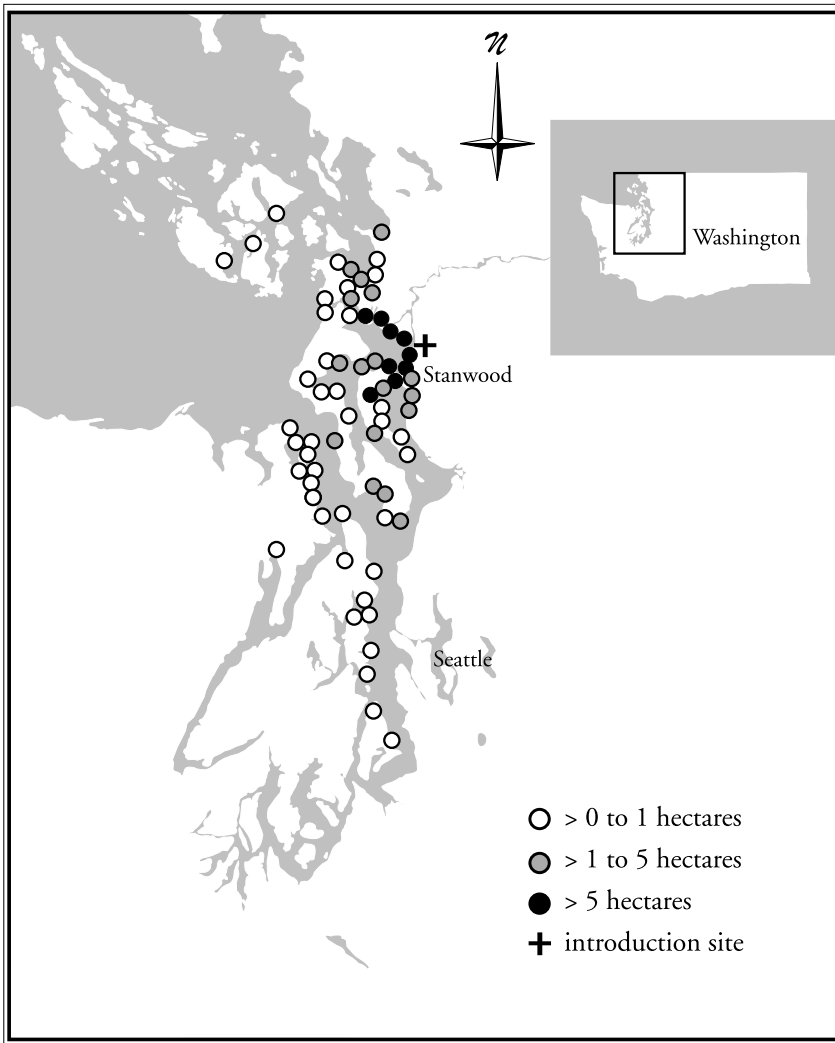 N
Washington
Stanwood
Seattle
> 0 to 1 hectares
> 1 to 5 hectares
> 5 hectares
introduction site